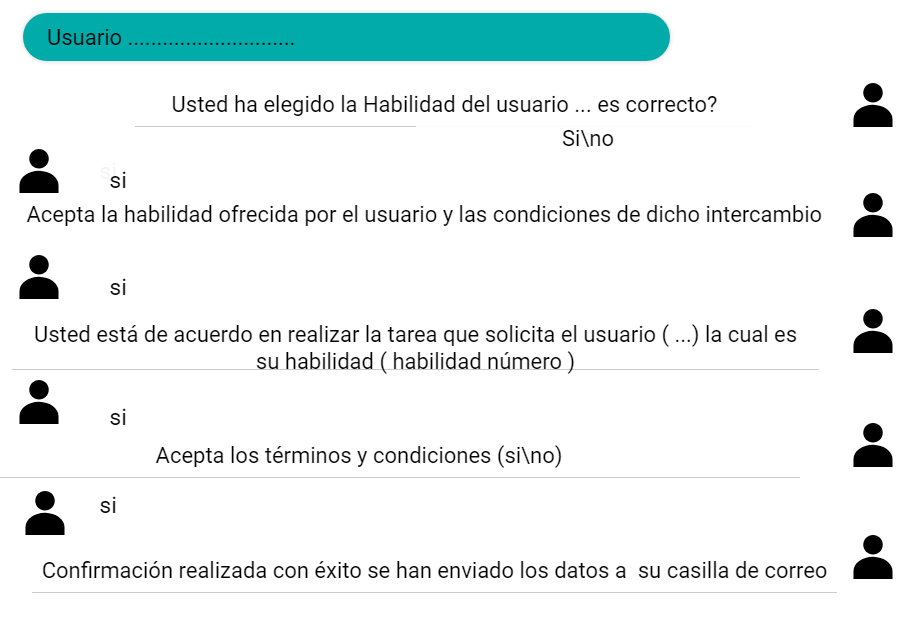 Usuario .............................
Usted ha elegido la Habilidad del usuario ... es correcto?
Si\no
si
Acepta la habilidad ofrecida por el usuario y las condiciones de dicho intercambio
si
Usted está de acuerdo en realizar la tarea que solicita el usuario ( ...) la cual es
su habilidad ( habilidad número )
si
Acepta los términos y condiciones (si\no)
si
Confirmación realizada con éxito se han enviado los datos a  su casilla de correo